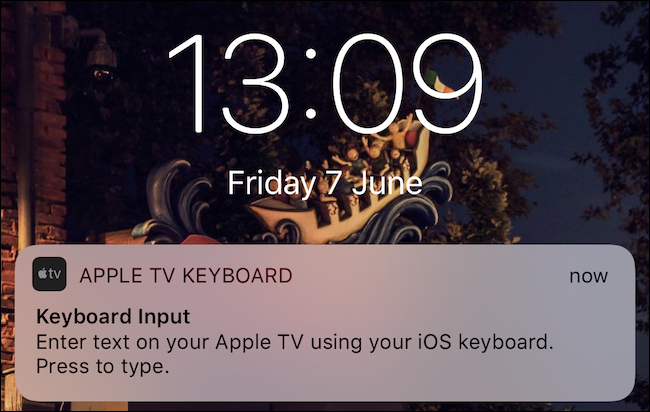 13:09
Friday 7 June
tv APPLE TV KEYBOARD now
Keyboard Input
Enter text on your Apple TV using your iOS keyboard.
Press to type.